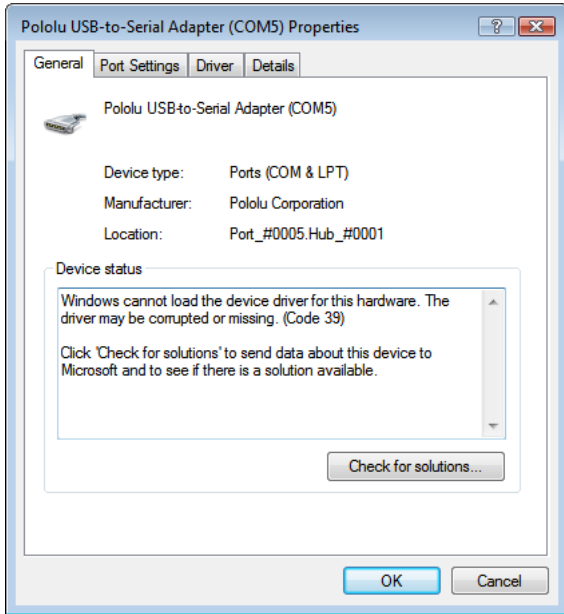 Pololu USB-to-Serial Adapter (COM5) Properties
General Port Settings Driver Details
Pololu USB-to-Serial Adapter (COM5)
Device type: Ports (COM & LPT)
Manufacturer: Pololu Corporation
Location: Port_#0005.Hub_#0001
Device status
Windows cannot load the device driver for this hardware. The
driver may be corrupted or missing. (Code 39)
Click 'Check for solutions' to send data about this device to
Microsoft and to see if there is a solution available.
Check for solutions...
OK Cancel